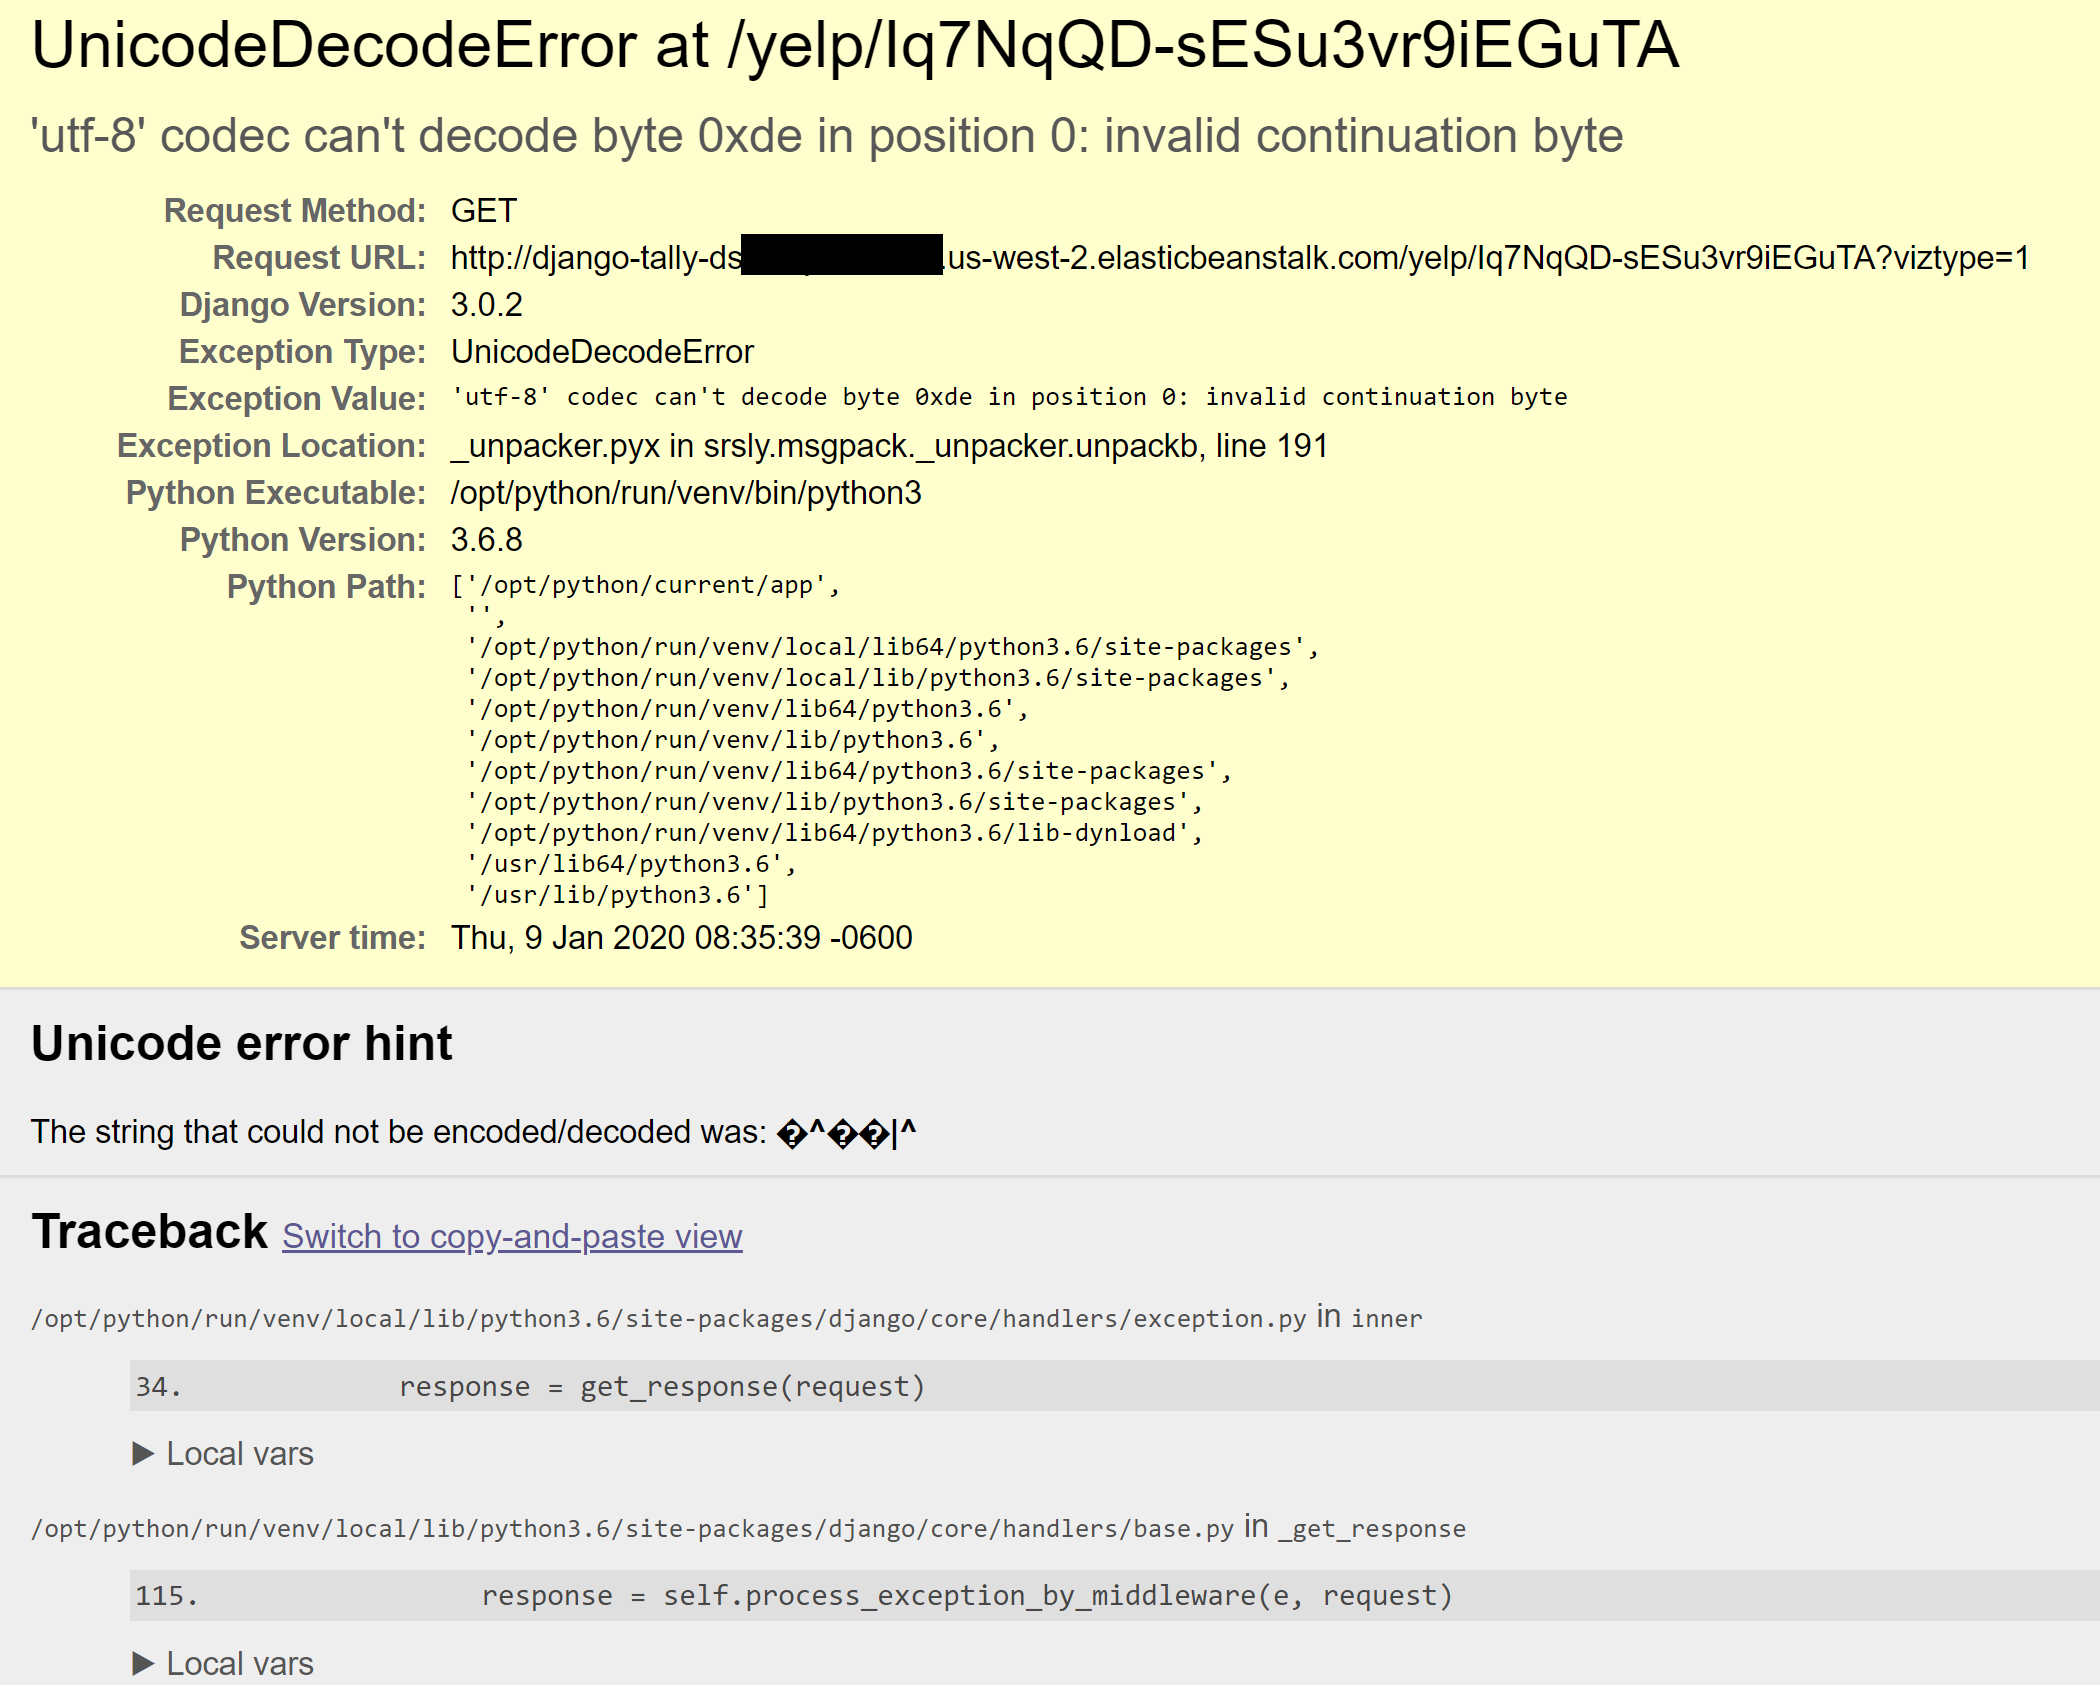 UnicodeDecodeError at /yelp/Iq7NqQD-sESu3vr9iEGuTA
'utf-8' codec can't decode byte 0xde in position 0: invalid continuation byte
Request Method: GET
Request URL: http://django-tally-ds .us-west-2.elasticbeanstalk.com/yelp/Iq7NqQD-sESu3vr9iEGuTA?viztype=1
Django Version: 3.0.2
Exception Type: UnicodeDecodeError
Exception Value: 'utf-8' codec can't decode byte 0xde in position 0: invalid continuation byte
Exception Location: _unpacker.pyx in srsly.msgpack._unpacker.unpackb, line 191
Python Executable: /opt/python/run/venv/bin/python3
Python Version: 3.6.8
Python Path: ['/opt/python/current/app',
'',
'/opt/python/run/venv/local/lib64/python3.6/site-packages',
'/opt/python/run/venv/local/lib/python3.6/site-packages',
'/opt/python/run/venv/lib64/python3.6',
'/opt/python/run/venv/lib/python3.6',
'/opt/python/run/venv/lib64/python3.6/site-packages',
'/opt/python/run/venv/lib/python3.6/site-packages',
'/opt/python/run/venv/lib64/python3.6/lib-dynload',
'/usr/lib64/python3.6',
'/usr/lib/python3.6']
Server time: Thu, 9 Jan 2020 08:35:39 -0600
Unicode error hint
The string that could not be encoded/decoded was: �^��|^
Traceback Switch to copy-and-paste view
/opt/python/run/venv/local/lib/python3.6/site-packages/django/core/handlers/exception.py in inner
34. response = get_response(request)
▶ Local vars
/opt/python/run/venv/local/lib/python3.6/site-packages/django/core/handlers/base.py in _get_response
115. response = self.process_exception_by_middleware(e, request)
▶ Local vars